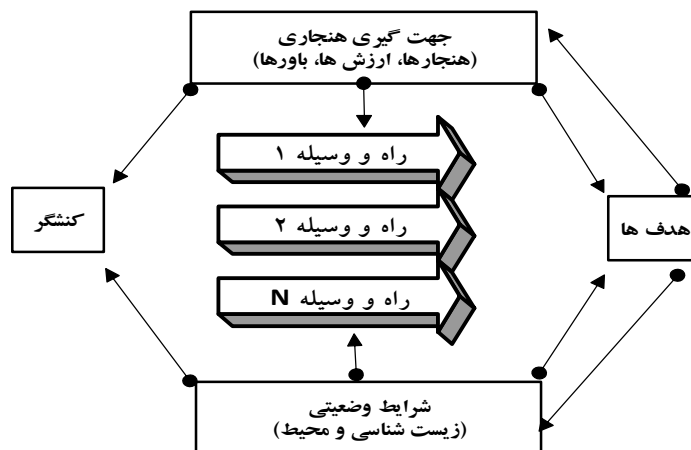 جهت گیری هنجاری
(هنجارها، ارزش ها، باورها)
راه و وسیله ۱
کنشگر
راه و وسیله ۲
هدف ها
راه و وسیله N
شرایط وضعیتی
(زیست شناسی و محیط)